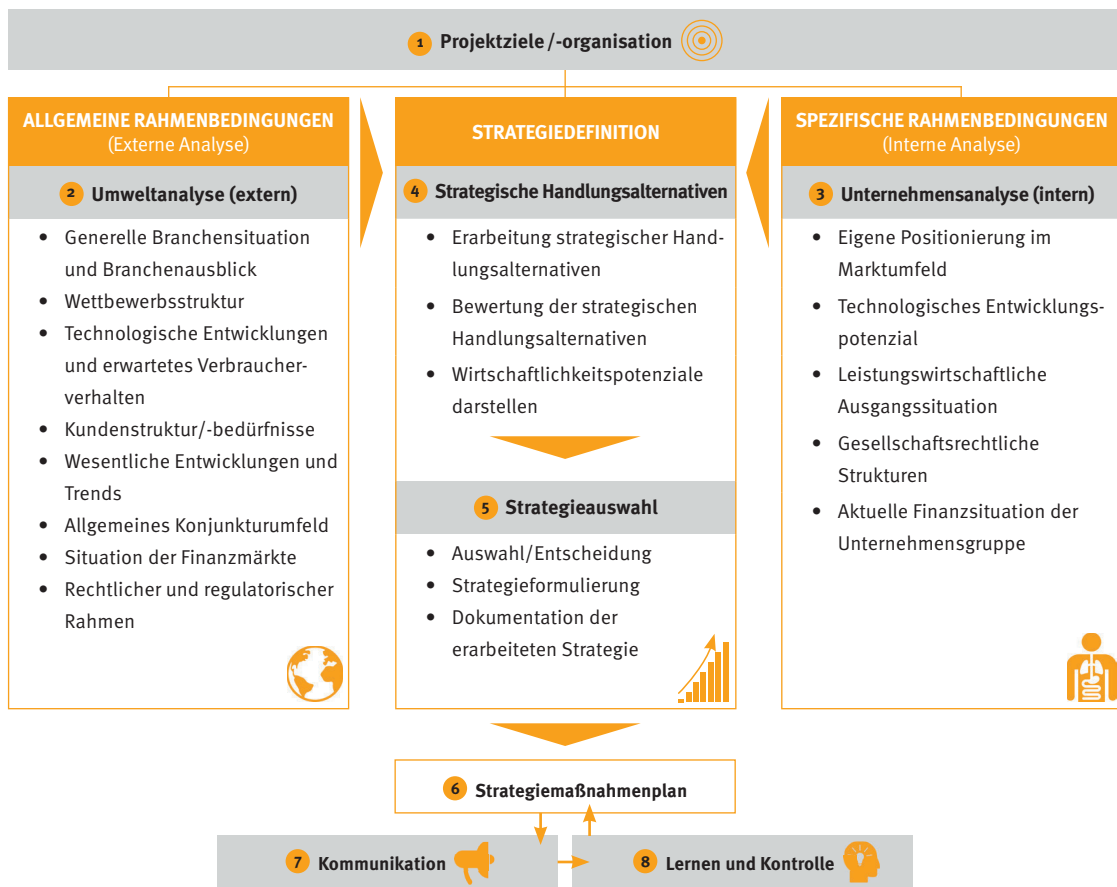 1 Projektziele/-organisation
ALLGEMEINE RAHMENBEDINGUNGEN
(Externe Analyse)
2 Umweltanalyse (extern)
• Generelle Branchensituation
und Branchenausblick
• Wettbewerbsstruktur
• Technologische Entwicklungen
und erwartetes Verbraucher-
verhalten
• Kundenstruktur/-bedürfnisse
• Wesentliche Entwicklungen und
Trends
• Allgemeines Konjunkturumfeld
• Situation der Finanzmärkte
• Rechtlicher und regulatorischer
Rahmen
STRATEGIEDEFINITION
4 Strategische Handlungsalternativen
• Erarbeitung strategischer Hand-
lungsalternativen
• Bewertung der strategischen
Handlungsalternativen
• Wirtschaftlichkeitspotenziale
darstellen
5 Strategieauswahl
• Auswahl/Entscheidung
• Strategieformulierung
• Dokumentation der
erarbeiteten Strategie
SPEZIFISCHE RAHMENBEDINGUNGEN
(Interne Analyse)
3 Unternehmensanalyse (intern)
• Eigene Positionierung im
Marktumfeld
• Technologisches Entwicklungs-
potenzial
• Leistungswirtschaftliche
Ausgangssituation
• Gesellschaftsrechtliche
Strukturen
• Aktuelle Finanzsituation der
Unternehmensgruppe
6 Strategiemaßnahmenplan
7 Kommunikation
8 Lernen und Kontrolle